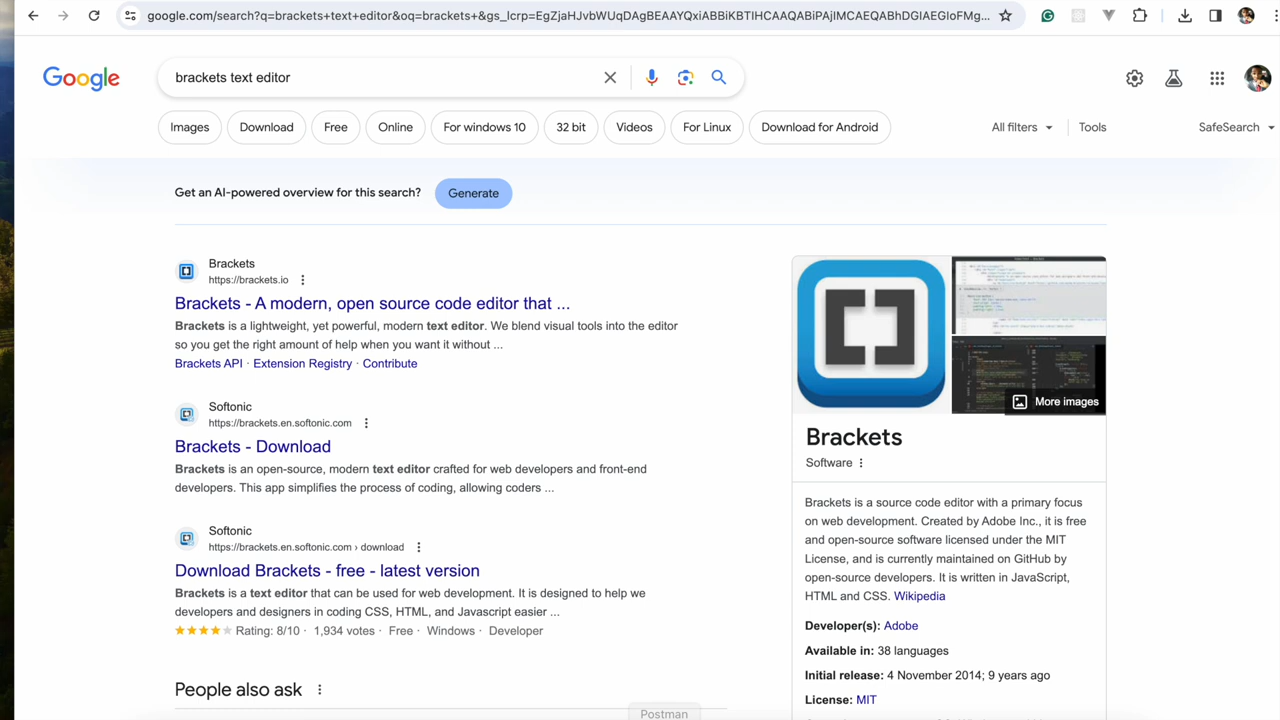 google.com/search?q=brackets+text+editor&oq=brackets+&gs_lcrp=EgZjaHJvbWUqDAgBEAAYQxiABBiKBTIHCAAQABiPAjIMCAEQABhDGIAEGIoFMg...
Google
brackets text editor
Images
Download
Free
Online
For windows 10
32 bit
Videos
For Linux
Download for Android
All filters
Tools
SafeSearch
Get an AI-powered overview for this search?
Generate
Brackets
https://brackets.io
Brackets - A modern, open source code editor that ...
Brackets is a lightweight, yet powerful, modern text editor. We blend visual tools into the editor
so you get the right amount of help when you want it without ...
Brackets API · Extension Registry · Contribute
Softonic
https://brackets.en.softonic.com
Brackets - Download
Brackets is an open-source, modern text editor crafted for web developers and front-end
developers. This app simplifies the process of coding, allowing coders ...
Softonic
https://brackets.en.softonic.com › download
Download Brackets - free - latest version
Brackets is a text editor that can be used for web development. It is designed to help we
developers and designers in coding CSS, HTML, and Javascript easier ...
Rating: 8/10 · 1,934 votes · Free · Windows · Developer
People also ask
Postman
More images
Brackets
Software
Brackets is a source code editor with a primary focus
on web development. Created by Adobe Inc., it is free
and open-source software licensed under the MIT
License, and is currently maintained on GitHub by
open-source developers. It is written in JavaScript,
HTML and CSS. Wikipedia
Developer(s): Adobe
Available in: 38 languages
Initial release: 4 November 2014; 9 years ago
License: MIT